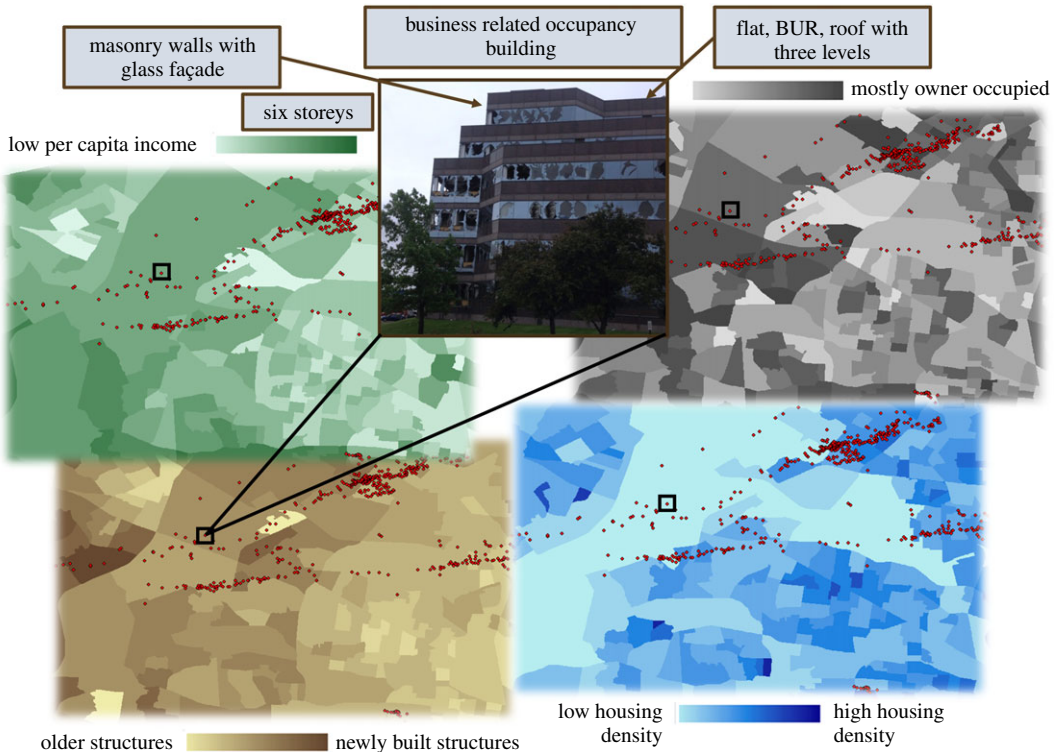 business related occupancy
building
masonry walls with
glass façade
flat, BUR, roof with
three levels
six storeys
mostly owner occupied
low per capita income
low housing
density
high housing
density
older structures
newly built structures